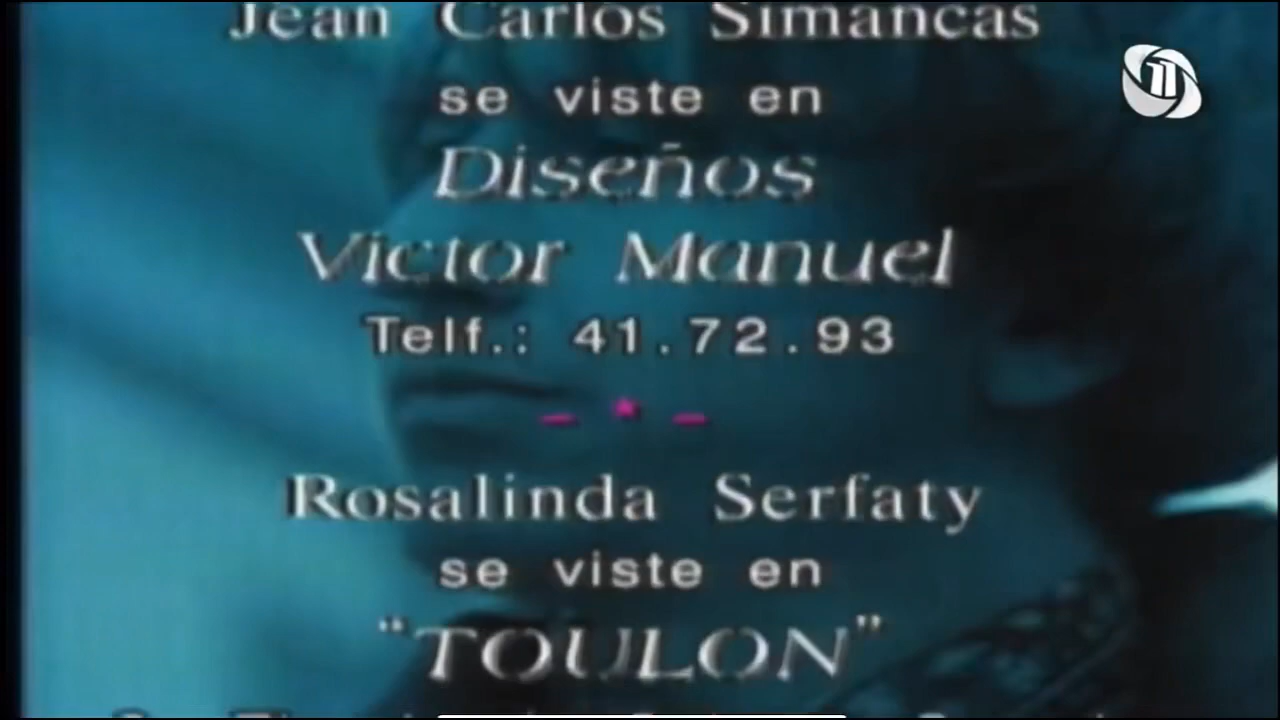 Jean Carlos Simancas
se viste en
Diseños
Victor Manuel
Telf.: 41.72.93
- * -
Rosalinda Serfaty
se viste en
"TOULON"